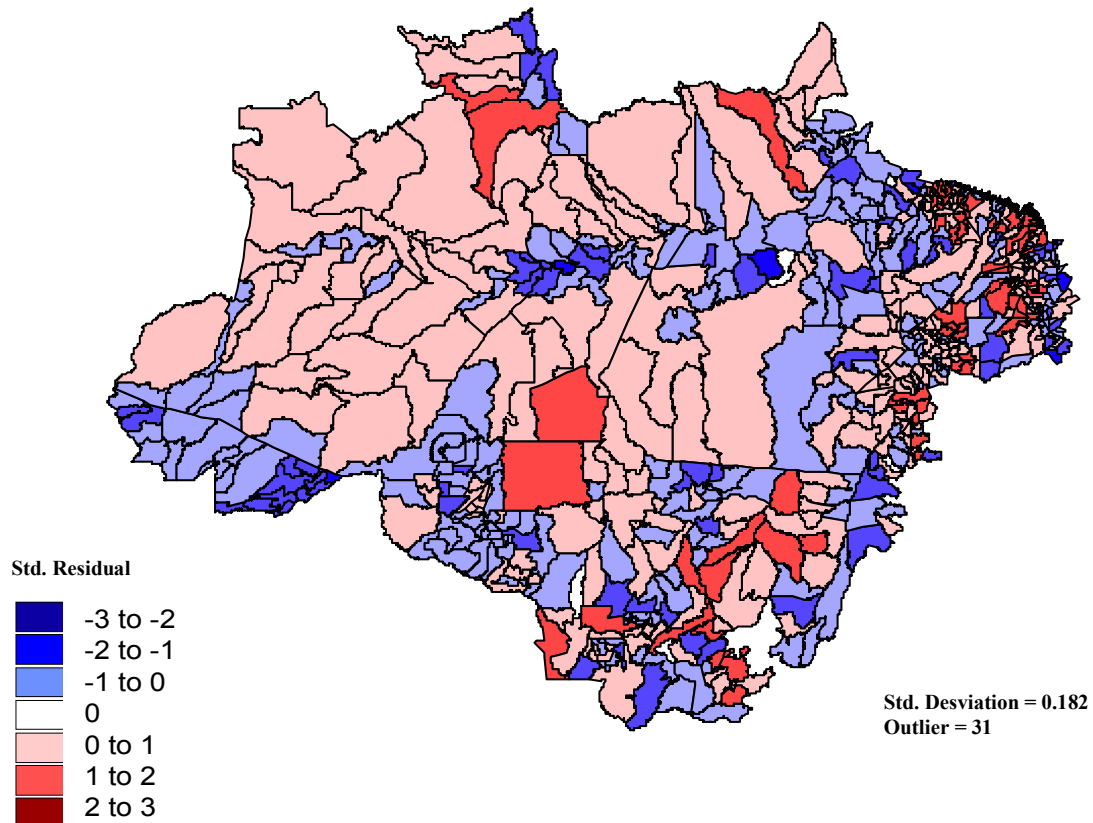 Std. Residual
-3 to -2
-2 to -1
-1 to 0
0
0 to 1
1 to 2
2 to 3
Std. Desviation = 0.182
Outlier = 31